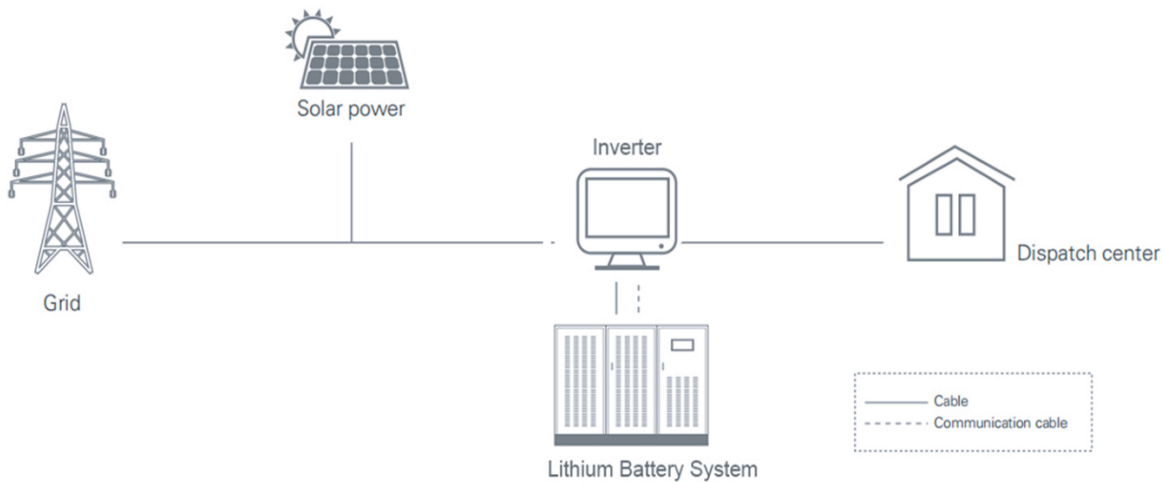 Solar power
Inverter
Dispatch center
Grid
Cable
Communication cable
Lithium Battery System